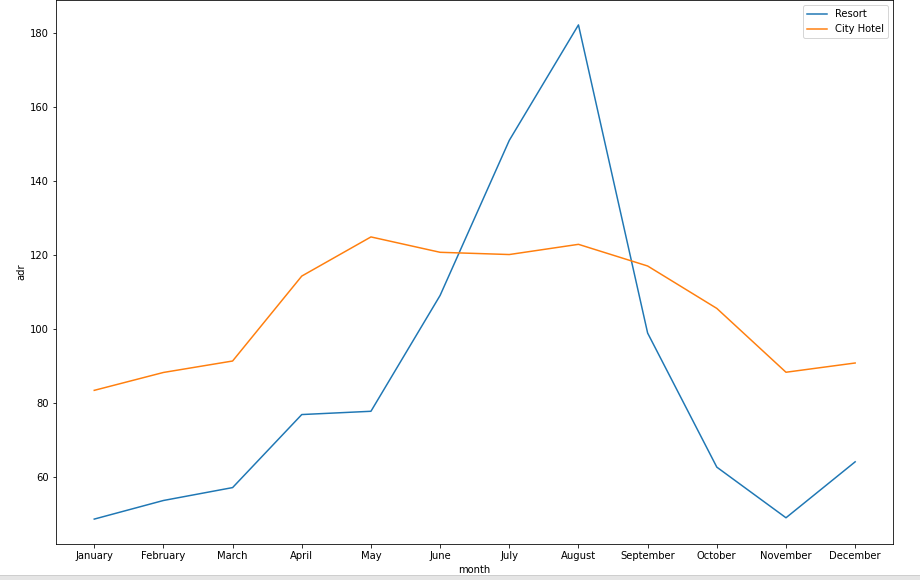 Resort
City Hotel
180
160
140
120
100
80
60
adr
January February March April May June July August September October November December
month